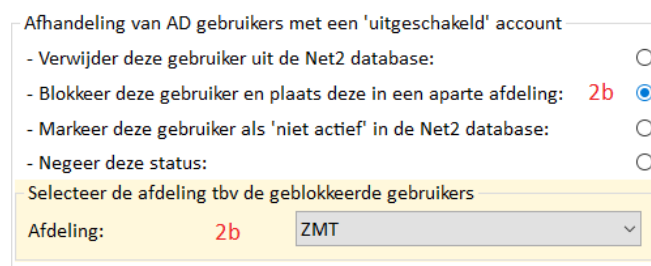 Afhandeling van AD gebruikers met een 'uitgeschakeld' account
- Verwijder deze gebruiker uit de Net2 database:
- Blokkeer deze gebruiker en plaats deze in een aparte afdeling: 2b
- Markeer deze gebruiker als 'niet actief' in de Net2 database:
- Negeer deze status:
Selecteer de afdeling tbv de geblokkeerde gebruikers
Afdeling: 2b ZMT